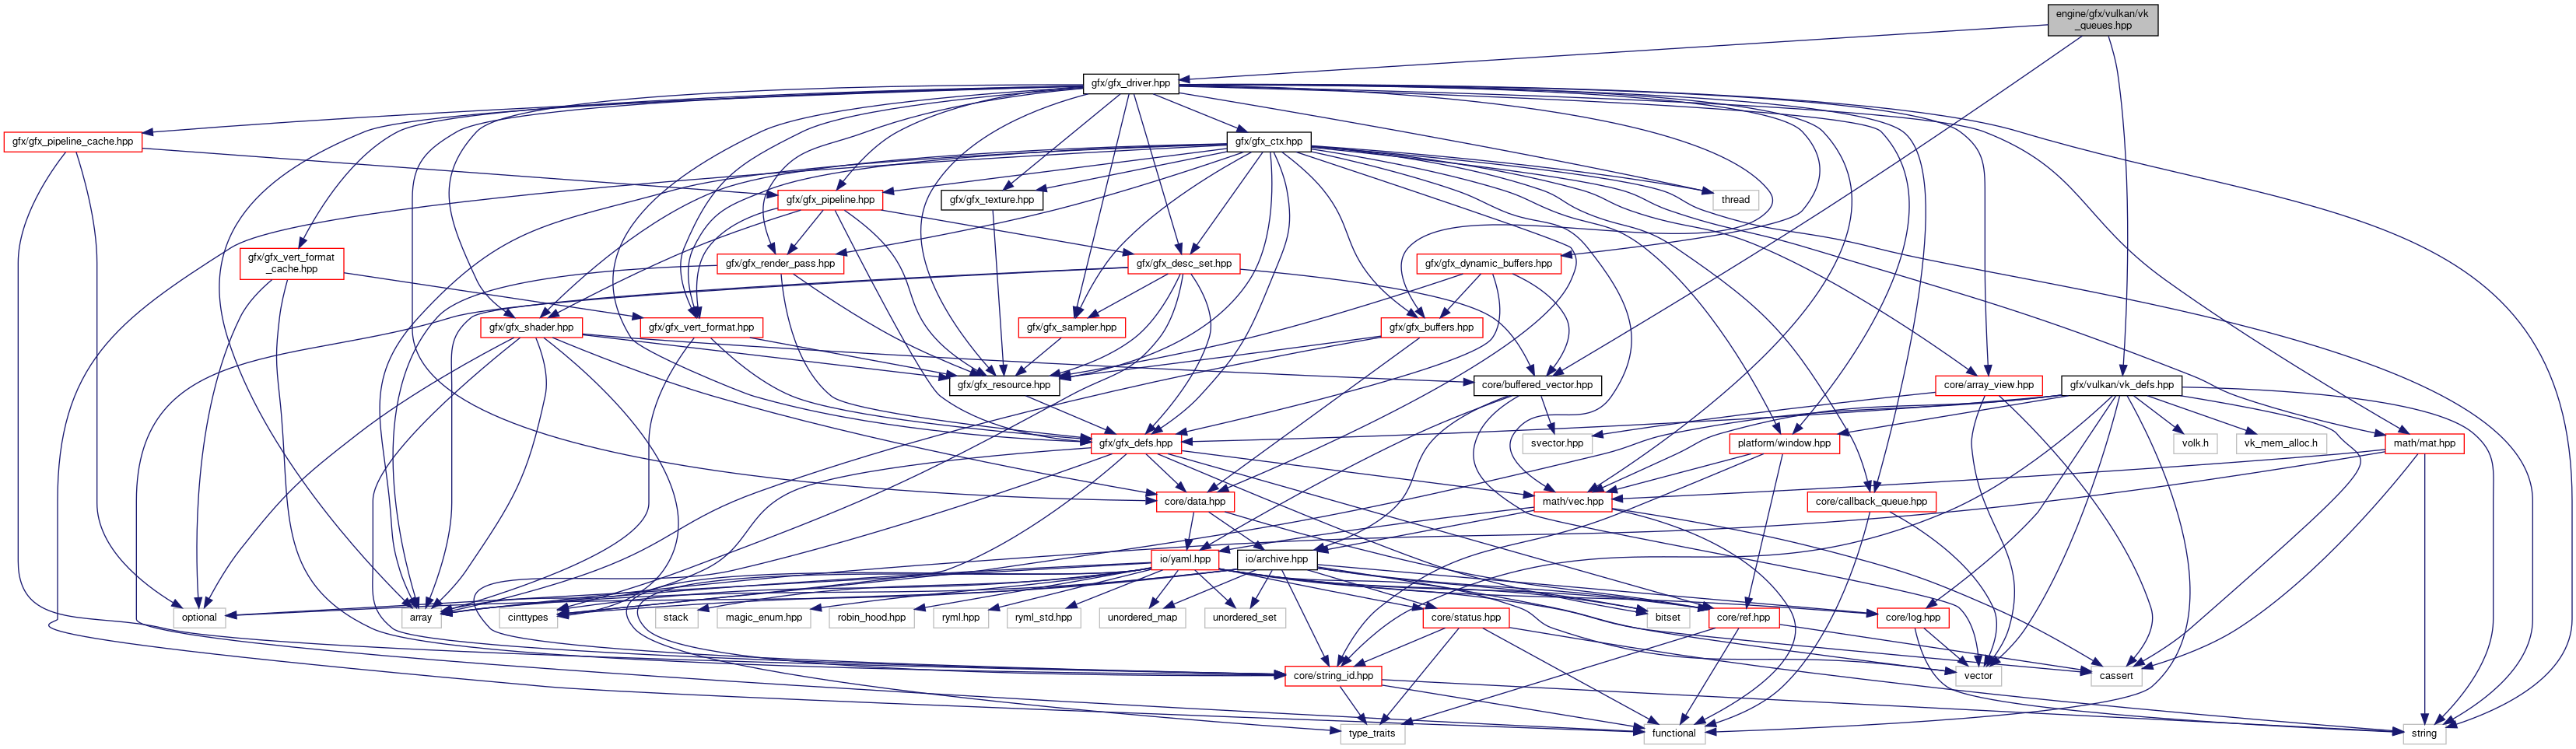 engine/gfx/vulkan/vk
_queues.hpp
gfx/gfx_driver.hpp
gfx/gfx_pipeline_cache.hpp
gfx/gfx_ctx.hpp
gfx/gfx_pipeline.hpp
gfx/gfx_texture.hpp
thread
gfx/gfx_vert_format
_cache.hpp
gfx/gfx_render_pass.hpp
gfx/gfx_desc_set.hpp
gfx/gfx_dynamic_buffers.hpp
gfx/gfx_shader.hpp
gfx/gfx_vert_format.hpp
gfx/gfx_sampler.hpp
gfx/gfx_buffers.hpp
gfx/gfx_resource.hpp
core/buffered_vector.hpp
core/array_view.hpp
gfx/vulkan/vk_defs.hpp
gfx/gfx_defs.hpp
svector.hpp
platform/window.hpp
volk.h
vk_mem_alloc.h
math/mat.hpp
core/data.hpp
math/vec.hpp
core/callback_queue.hpp
io/yaml.hpp
io/archive.hpp
optional
array
cinttypes
stack
magic_enum.hpp
robin_hood.hpp
ryml.hpp
ryml_std.hpp
unordered_map
unordered_set
core/status.hpp
bitset
core/ref.hpp
core/log.hpp
core/string_id.hpp
vector
cassert
type_traits
functional
string